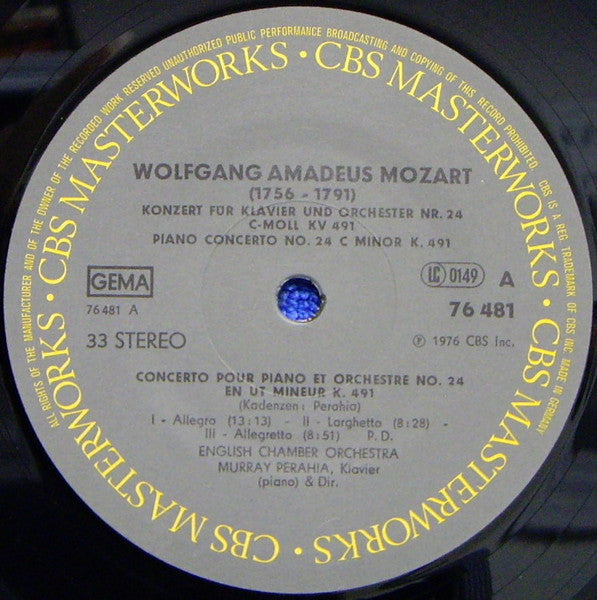 ALL RIGHTS OF THE MANUFACTURER AND OF THE OWNER OF THE RECORDED WORK RESERVED UNAUTHORIZED PUBLIC PERFORMANCE BROADCASTING AND COPYING OF THIS RECORD PROHIBITED. CBS IS A REG. TRADEMARK OF CBS INC. MADE IN GERMANY
CBS MASTERWORKS · CBS MASTERWORKS · CBS MASTERWORKS · CBS MASTERWORKS ·
WOLFGANG AMADEUS MOZART
(1756 - 1791)
KONZERT FÜR KLAVIER UND ORCHESTER NR. 24
C-MOLL KV 491
PIANO CONCERTO NO. 24 C MINOR K. 491
GEMA
LC 0149 A
76 481 A
76 481
33 STEREO
℗ 1976 CBS Inc.
CONCERTO POUR PIANO ET ORCHESTRE NO. 24
EN UT MINEUR K. 491
(Kadenzen: Perahia)
I - Allegro (13:13) - II - Larghetto (8:28) -
III - Allegretto (8:51) P. D.
ENGLISH CHAMBER ORCHESTRA
MURRAY PERAHIA, Klavier
(piano) & Dir.